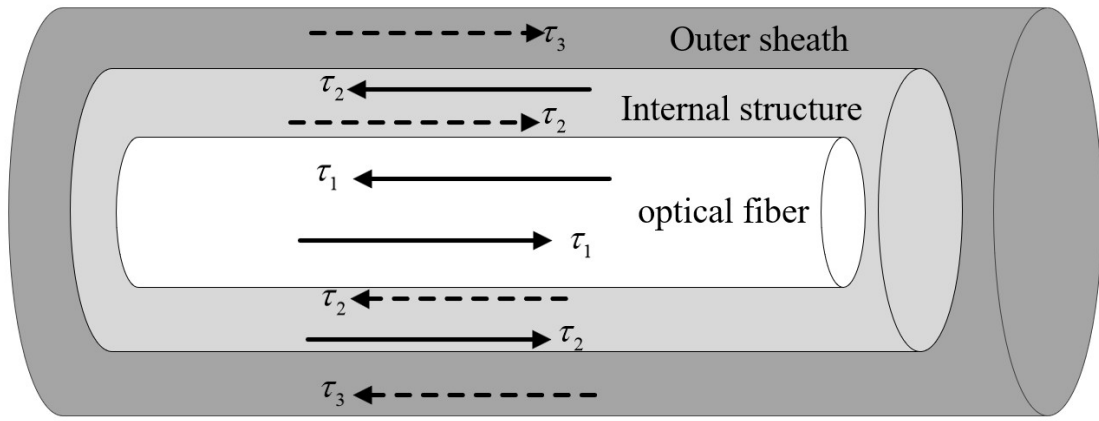 τ₃
Outer sheath
τ₂
τ₂
Internal structure
τ₁
optical fiber
τ₁
τ₂
τ₂
τ₃